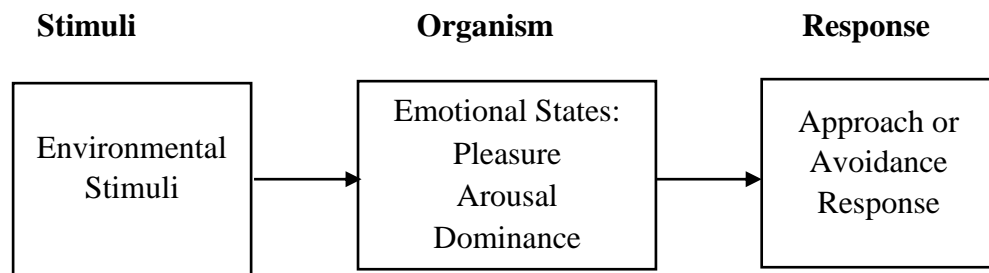 Stimuli
Organism
Response
Environmental
Stimuli
Emotional States:
Pleasure
Arousal
Dominance
Approach or
Avoidance
Response